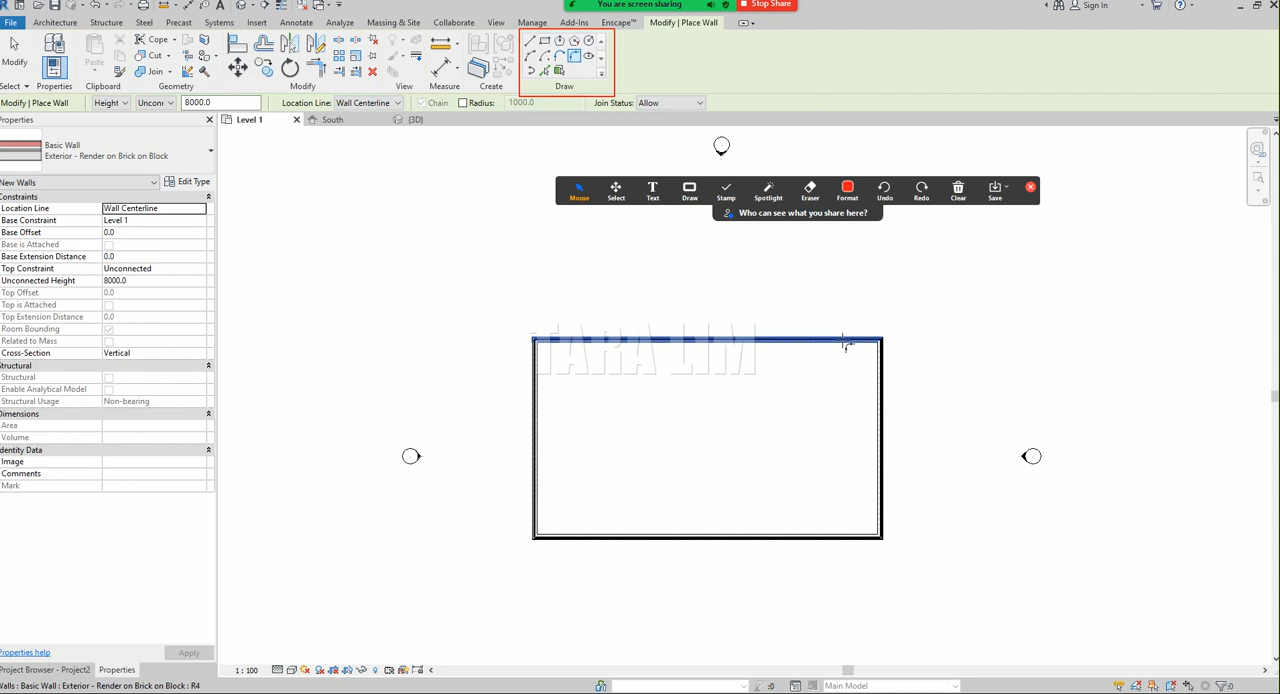 You are screen sharing
Stop Share
Sign In
File Architecture Structure Steel Precast Systems Insert Annotate Analyze Massing & Site Collaborate View Manage Add-Ins Enscape™ Modify | Place Wall
Modify
Paste
Cope
Cut
Join
Select Properties Clipboard Geometry Modify View Measure Create Draw
Modify | Place Wall Height Unconr 8000.0 Location Line: Wall Centerline Chain Radius: 1000.0 Join Status: Allow
Properties
Level 1 South {3D}
Basic Wall
Exterior - Render on Brick on Block
New Walls Edit Type
Constraints
Location Line Wall Centerline
Base Constraint Level 1
Base Offset 0.0
Base is Attached
Base Extension Distance 0.0
Top Constraint Unconnected
Unconnected Height 8000.0
Top Offset 0.0
Top is Attached
Top Extension Distance 0.0
Room Bounding
Related to Mass
Cross-Section Vertical
Structural
Structural
Enable Analytical Model
Structural Usage Non-bearing
Dimensions
Area
Volume
Identity Data
Image
Comments
Mark
Mouse Select Text Draw Stamp Spotlight Eraser Format Undo Redo Clear Save
Who can see what you share here?
TARA LIM
Properties help Apply
Project Browser - Project2 Properties
1 : 100
Walls : Basic Wall : Exterior - Render on Brick on Block : R4
:0 Main Model :0